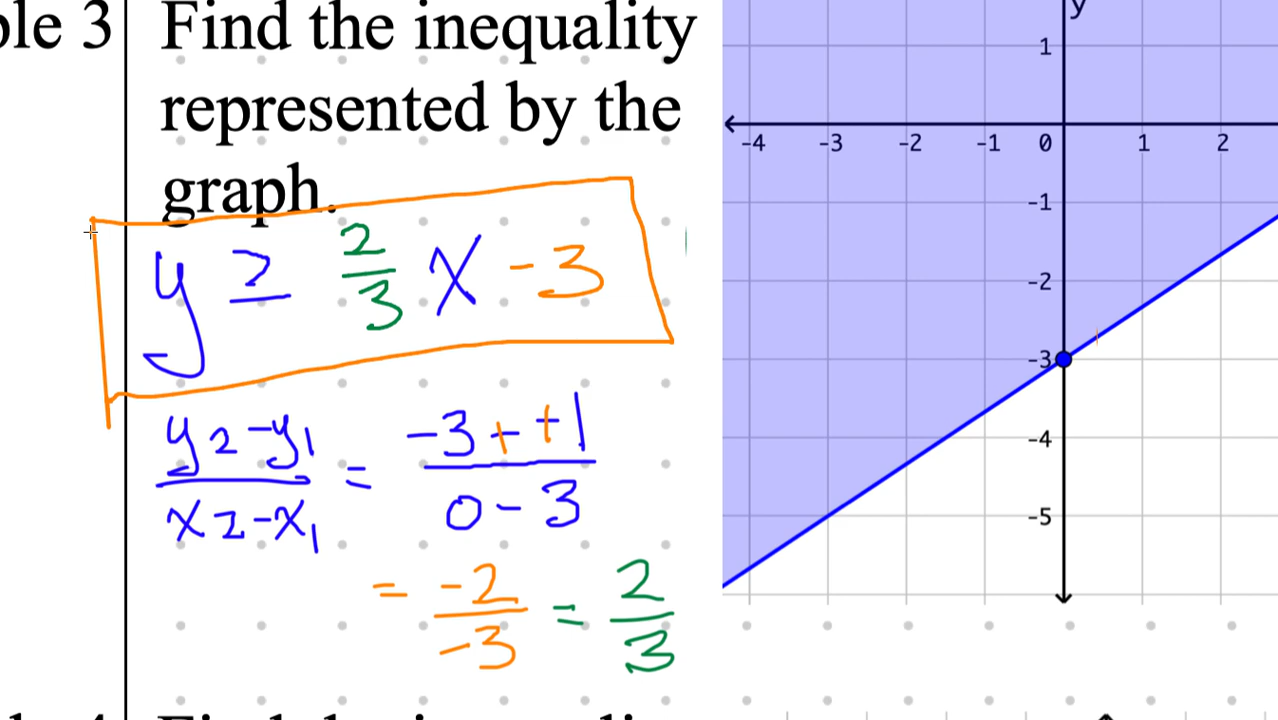 ple 3
Find the inequality
represented by the
graph.
y ≥ 2/3 x - 3
y2-y1/x2-x1 = -3++1/0-3
= -2/-3 = 2/3
y
1
-4 -3 -2 -1 0 1 2
-1
-2
-3
-4
-5